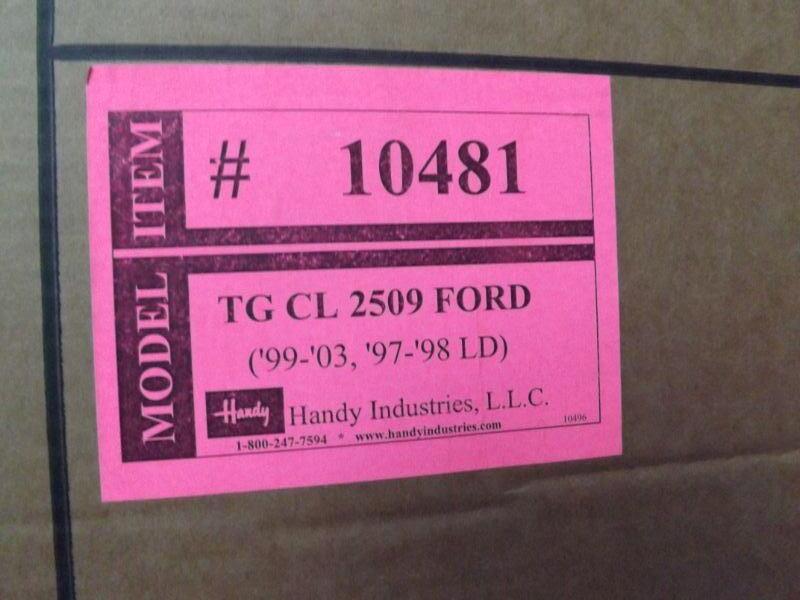 ITEM
# 10481
MODEL
TG CL 2509 FORD
('99-'03, '97-'98 LD)
Handy
Handy Industries, L.L.C.
10496
1-800-247-7594 * www.handyindustries.com